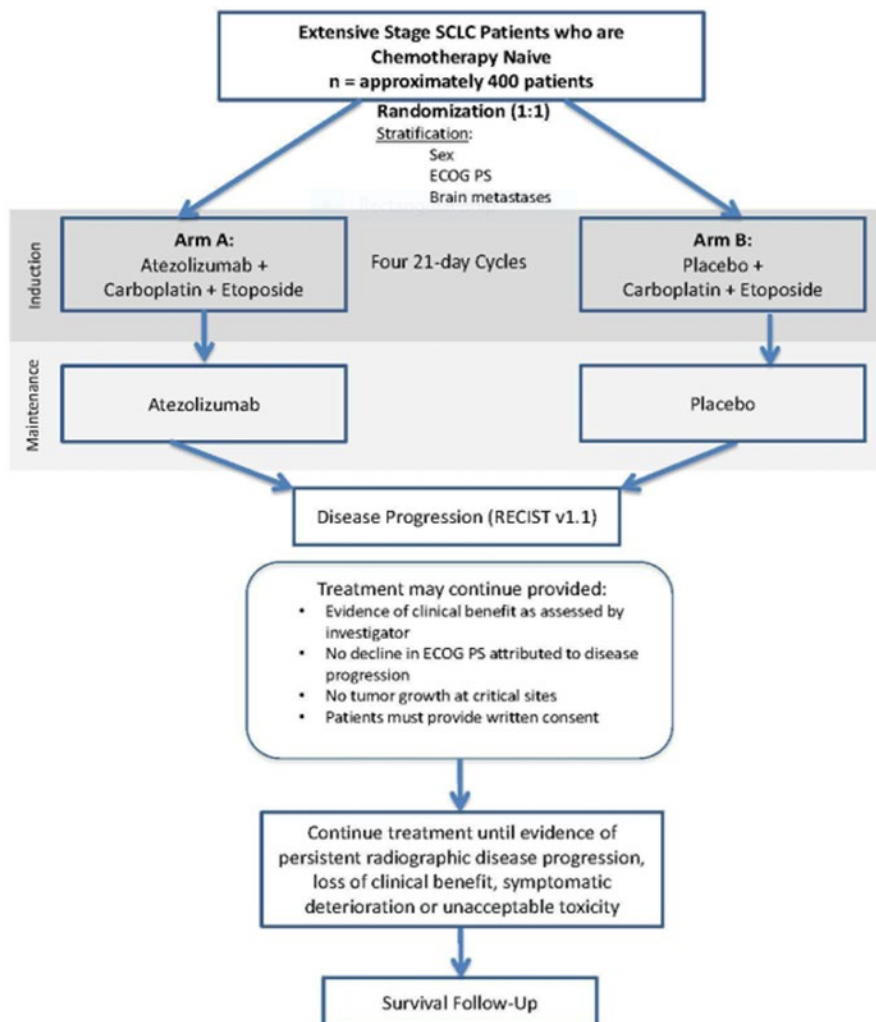 Extensive Stage SCLC Patients who are
Chemotherapy Naive
n = approximately 400 patients
Randomization (1:1)
Stratification:
Sex
ECOG PS
Brain metastases
Induction
Arm A:
Atezolizumab +
Carboplatin + Etoposide
Four 21-day Cycles
Arm B:
Placebo +
Carboplatin + Etoposide
Maintenance
Atezolizumab
Placebo
Disease Progression (RECIST v1.1)
Treatment may continue provided:
• Evidence of clinical benefit as assessed by
investigator
• No decline in ECOG PS attributed to disease
progression
• No tumor growth at critical sites
• Patients must provide written consent
Continue treatment until evidence of
persistent radiographic disease progression,
loss of clinical benefit, symptomatic
deterioration or unacceptable toxicity
Survival Follow-Up